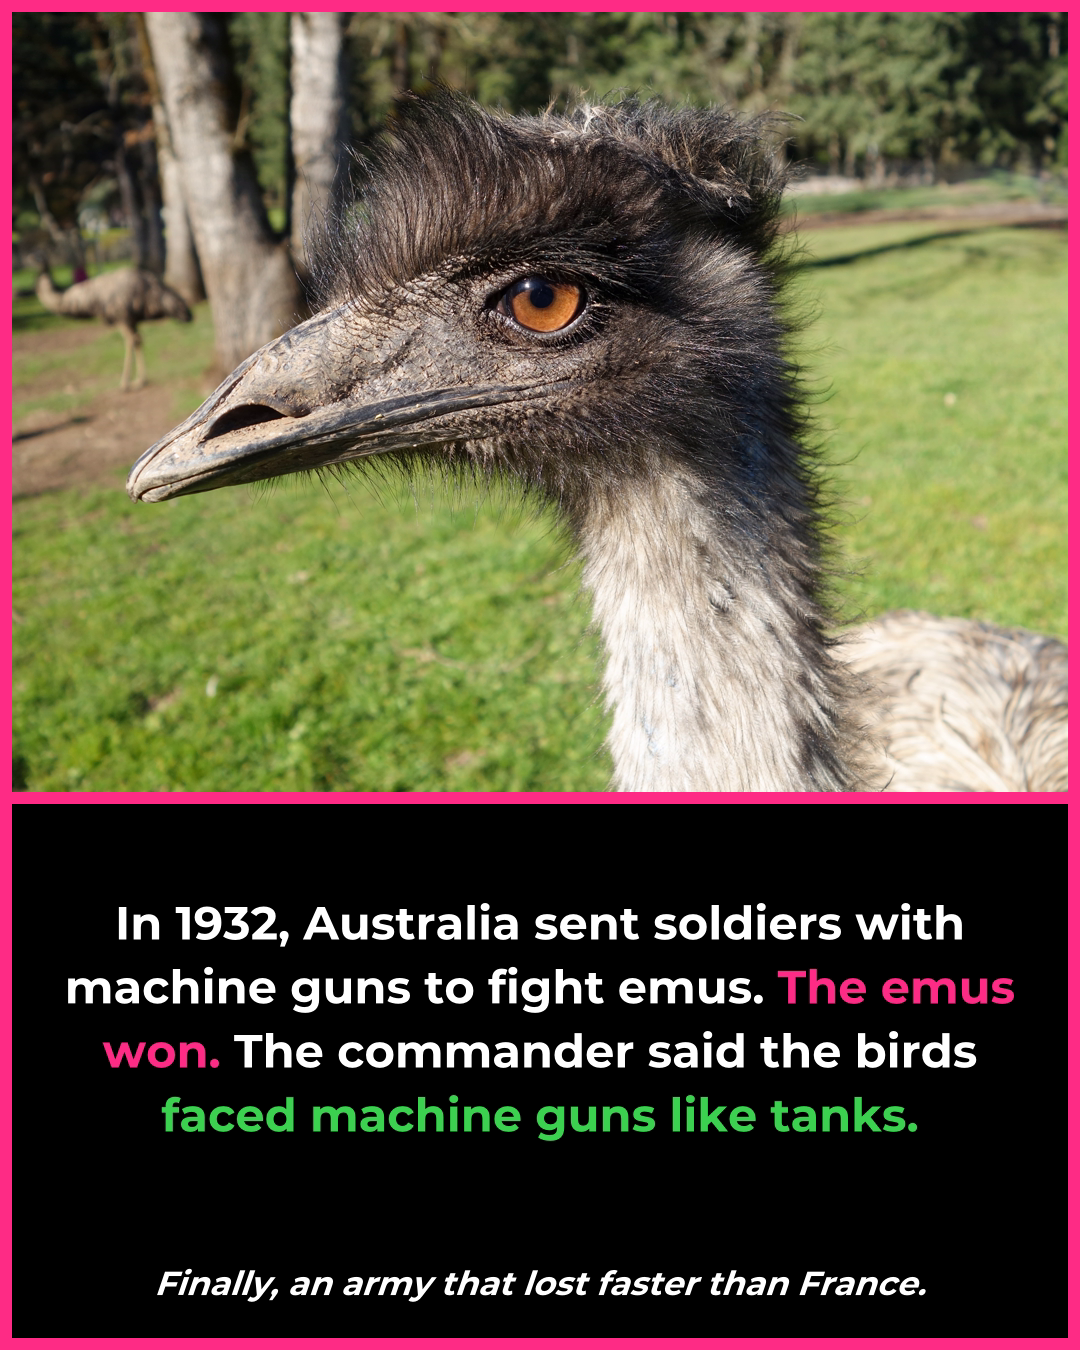 In 1932, Australia sent soldiers with
machine guns to fight emus. The emus
won. The commander said the birds
faced machine guns like tanks.
Finally, an army that lost faster than France.